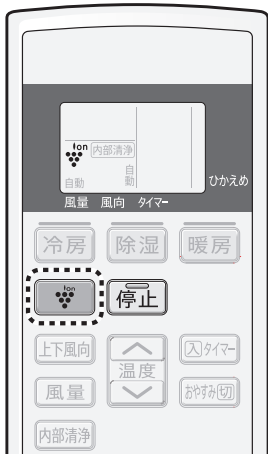 Ion 内部清浄
自動 自動
ひかえめ
風量 風向 タイマー
冷房 除湿 暖房
Ion 停止
上下風向 温度 入タイマー
風量 おやすみ切
内部清浄